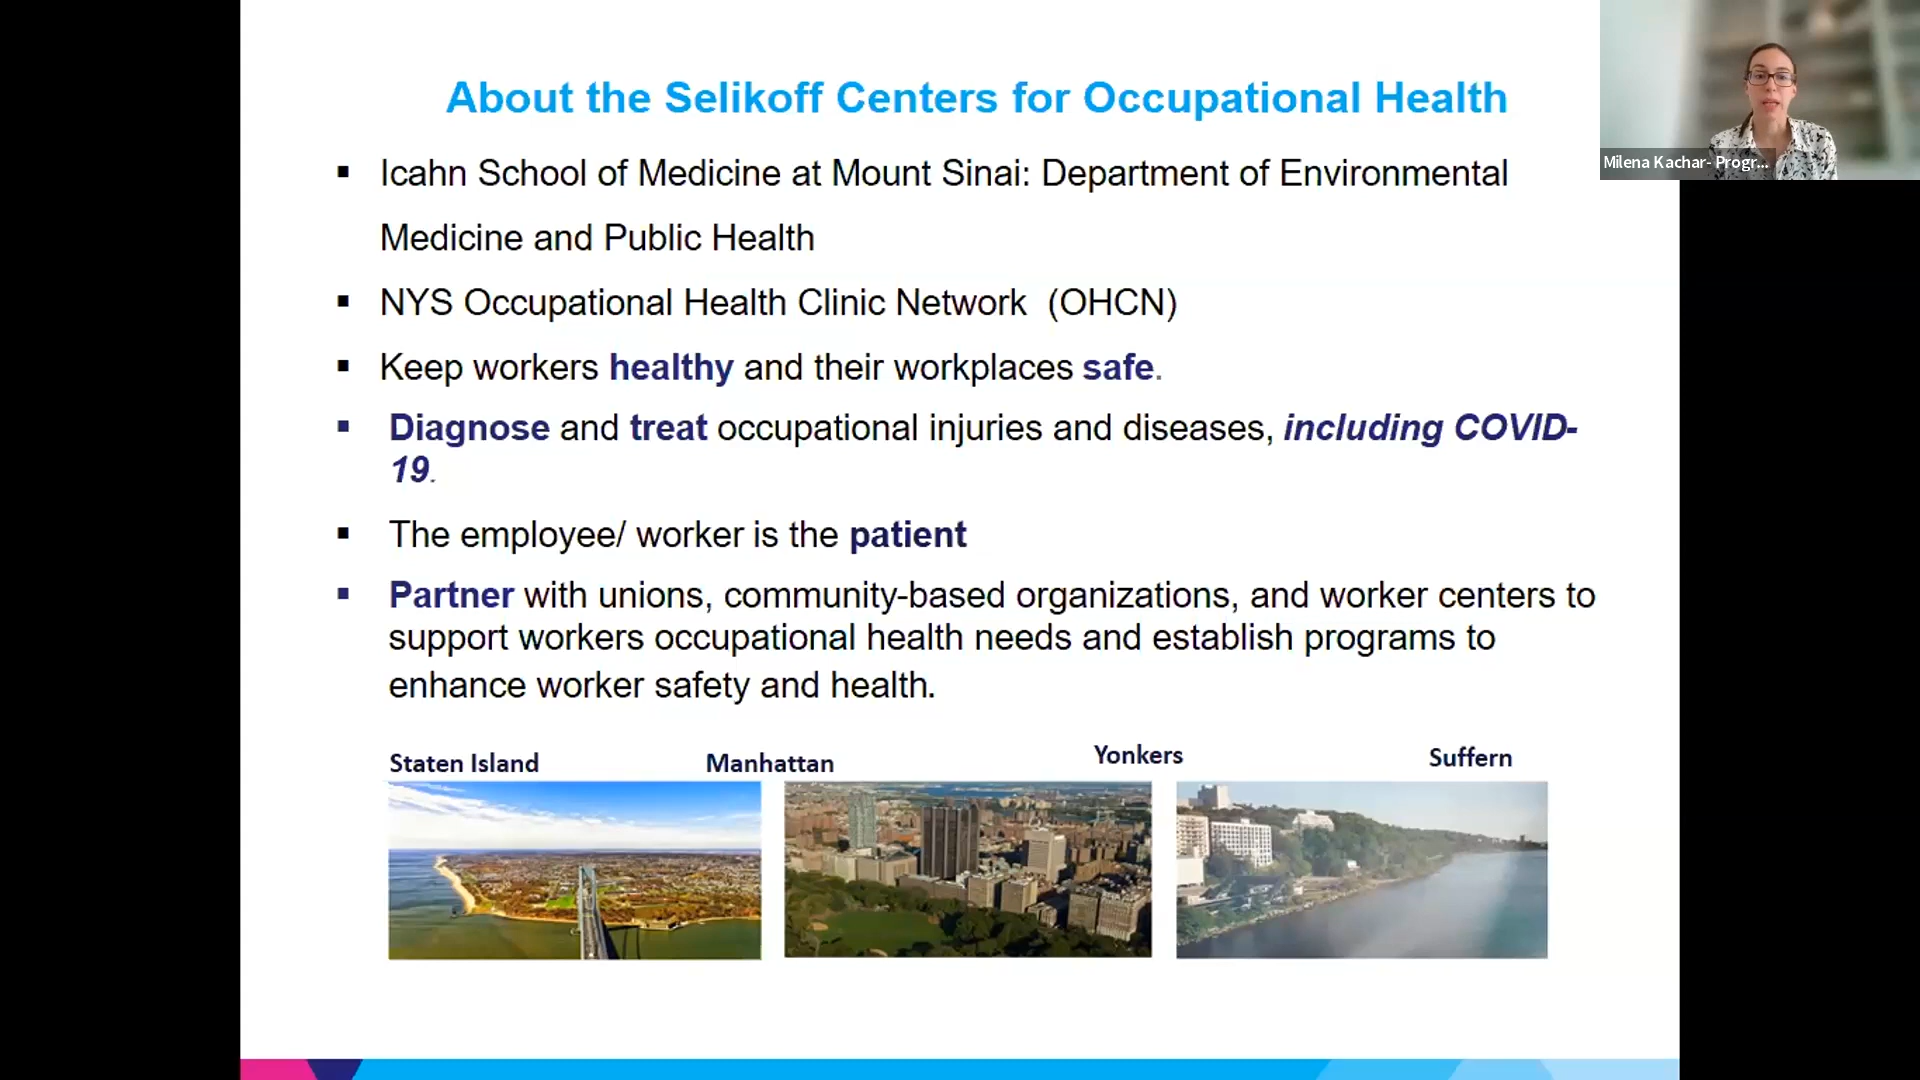 About the Selikoff Centers for Occupational Health
Milena Kachar- Progr...
▪ Icahn School of Medicine at Mount Sinai: Department of Environmental
Medicine and Public Health
▪ NYS Occupational Health Clinic Network (OHCN)
▪ Keep workers healthy and their workplaces safe.
▪ Diagnose and treat occupational injuries and diseases, including COVID-
19.
▪ The employee/ worker is the patient
▪ Partner with unions, community-based organizations, and worker centers to
support workers occupational health needs and establish programs to
enhance worker safety and health.
Staten Island Manhattan Yonkers Suffern